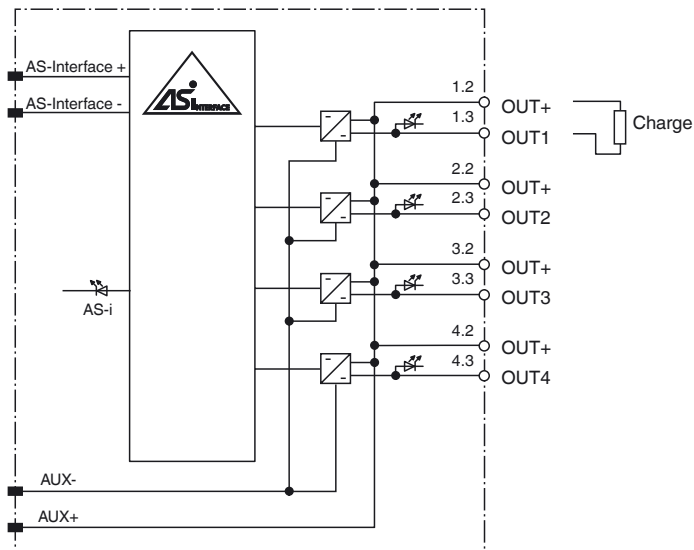 AS-Interface +
AS-Interface -
ASi INTERFACE
1.2
OUT+
1.3
OUT1
Charge
2.2
OUT+
2.3
OUT2
3.2
OUT+
3.3
OUT3
AS-i
4.2
OUT+
4.3
OUT4
AUX-
AUX+